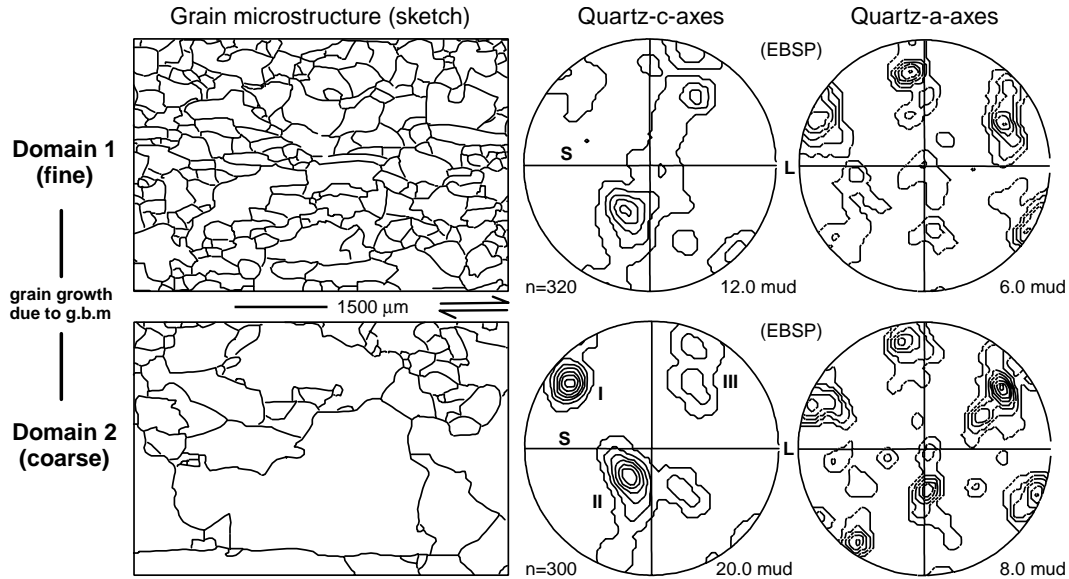 Grain microstructure (sketch)
Quartz-c-axes
Quartz-a-axes
(EBSP)
Domain 1
(fine)
S
L
n=320
12.0 mud
6.0 mud
grain growth
due to g.b.m
1500 µm
(EBSP)
I
III
S
L
II
Domain 2
(coarse)
n=300
20.0 mud
8.0 mud